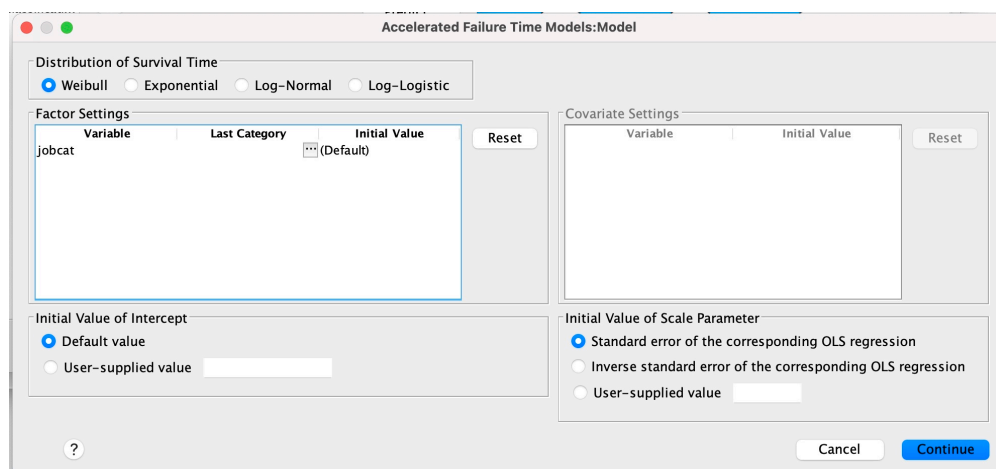 Accelerated Failure Time Models:Model
Distribution of Survival Time
Weibull Exponential Log-Normal Log-Logistic
Factor Settings
Variable Last Category Initial Value
jobcat ... (Default)
Reset
Covariate Settings
Variable Initial Value
Reset
Initial Value of Intercept
Default value
User-supplied value
Initial Value of Scale Parameter
Standard error of the corresponding OLS regression
Inverse standard error of the corresponding OLS regression
User-supplied value
? Cancel Continue